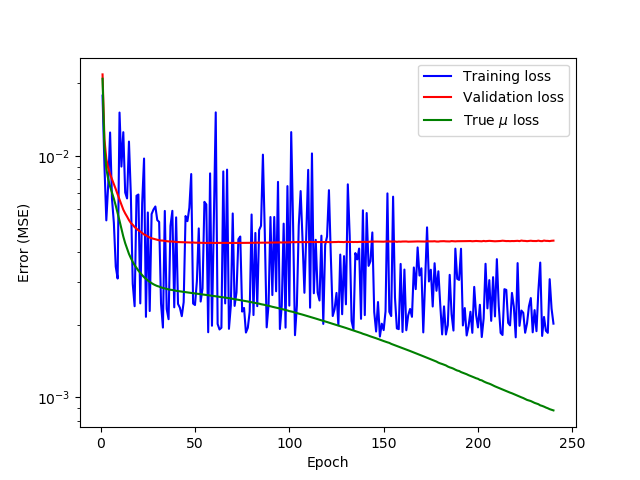 Training loss
Validation loss
True μ loss
10⁻²
10⁻³
Error (MSE)
0 50 100 150 200 250
Epoch